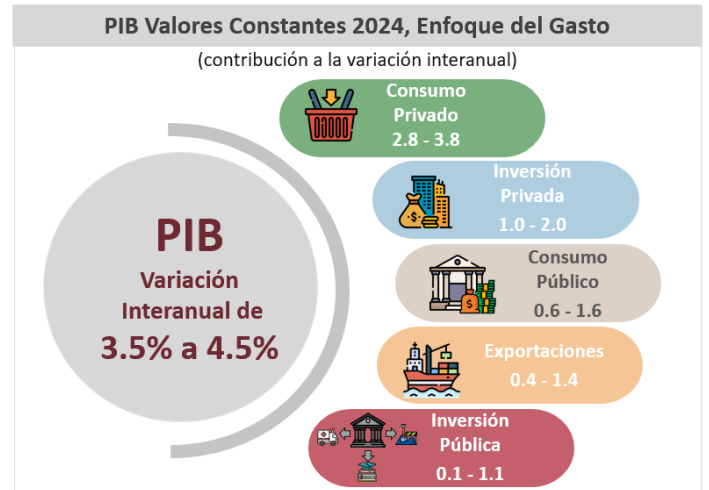 PIB Valores Constantes 2024, Enfoque del Gasto
(contribución a la variación interanual)
PIB
Variación
Interanual de
3.5% a 4.5%
Consumo
Privado
2.8 - 3.8
Inversión
Privada
1.0 - 2.0
Consumo
Público
0.6 - 1.6
Exportaciones
0.4 - 1.4
Inversión
Pública
0.1 - 1.1